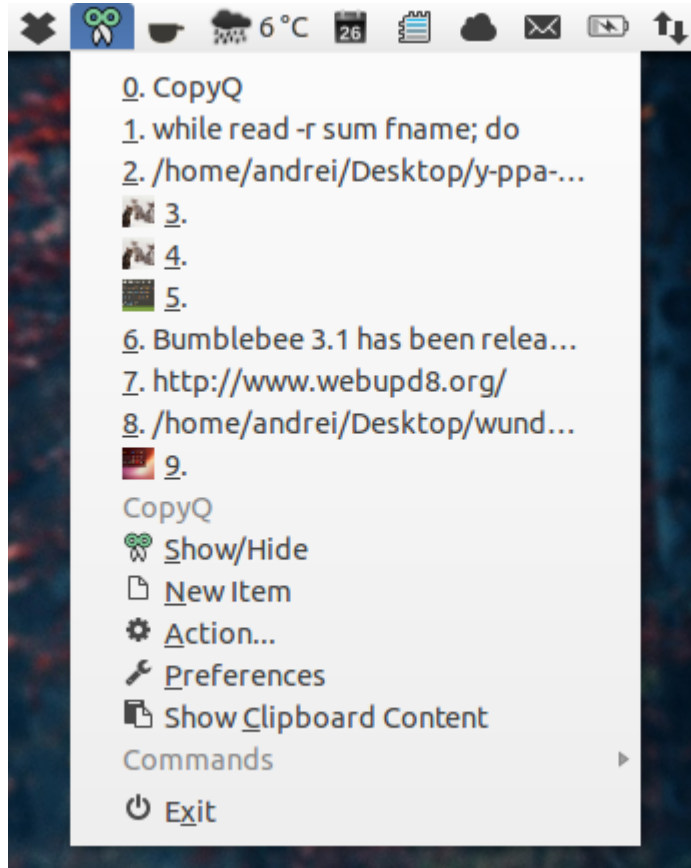 6 °C
26
0. CopyQ
1. while read -r sum fname; do
2. /home/andrei/Desktop/y-ppa-...
3.
4.
5.
6. Bumblebee 3.1 has been relea...
7. http://www.webupd8.org/
8. /home/andrei/Desktop/wund...
9.
CopyQ
Show/Hide
New Item
Action...
Preferences
Show Clipboard Content
Commands
Exit